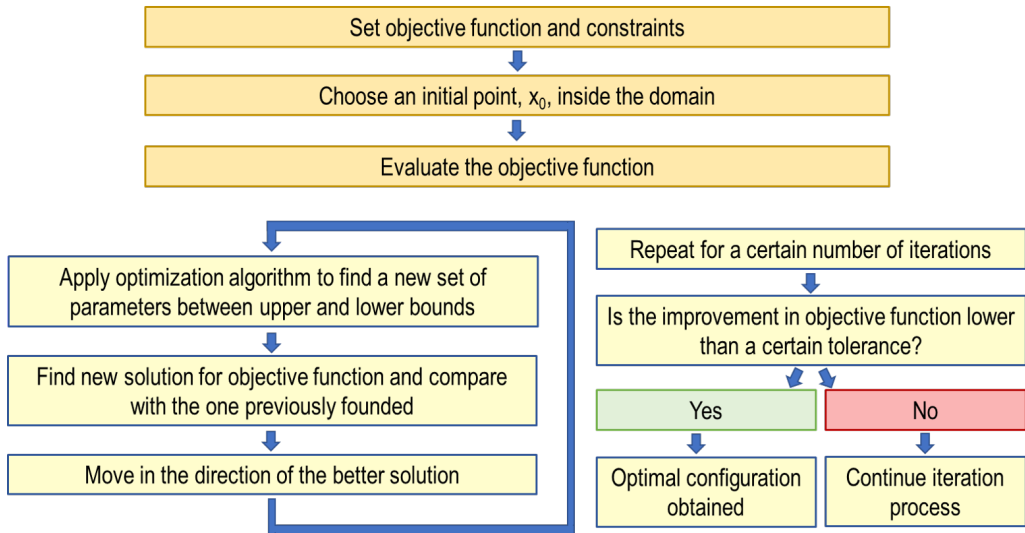 Set objective function and constraints
Choose an initial point, x₀, inside the domain
Evaluate the objective function
Apply optimization algorithm to find a new set of
parameters between upper and lower bounds
Find new solution for objective function and compare
with the one previously founded
Move in the direction of the better solution
Repeat for a certain number of iterations
Is the improvement in objective function lower
than a certain tolerance?
Yes
No
Optimal configuration
obtained
Continue iteration
process